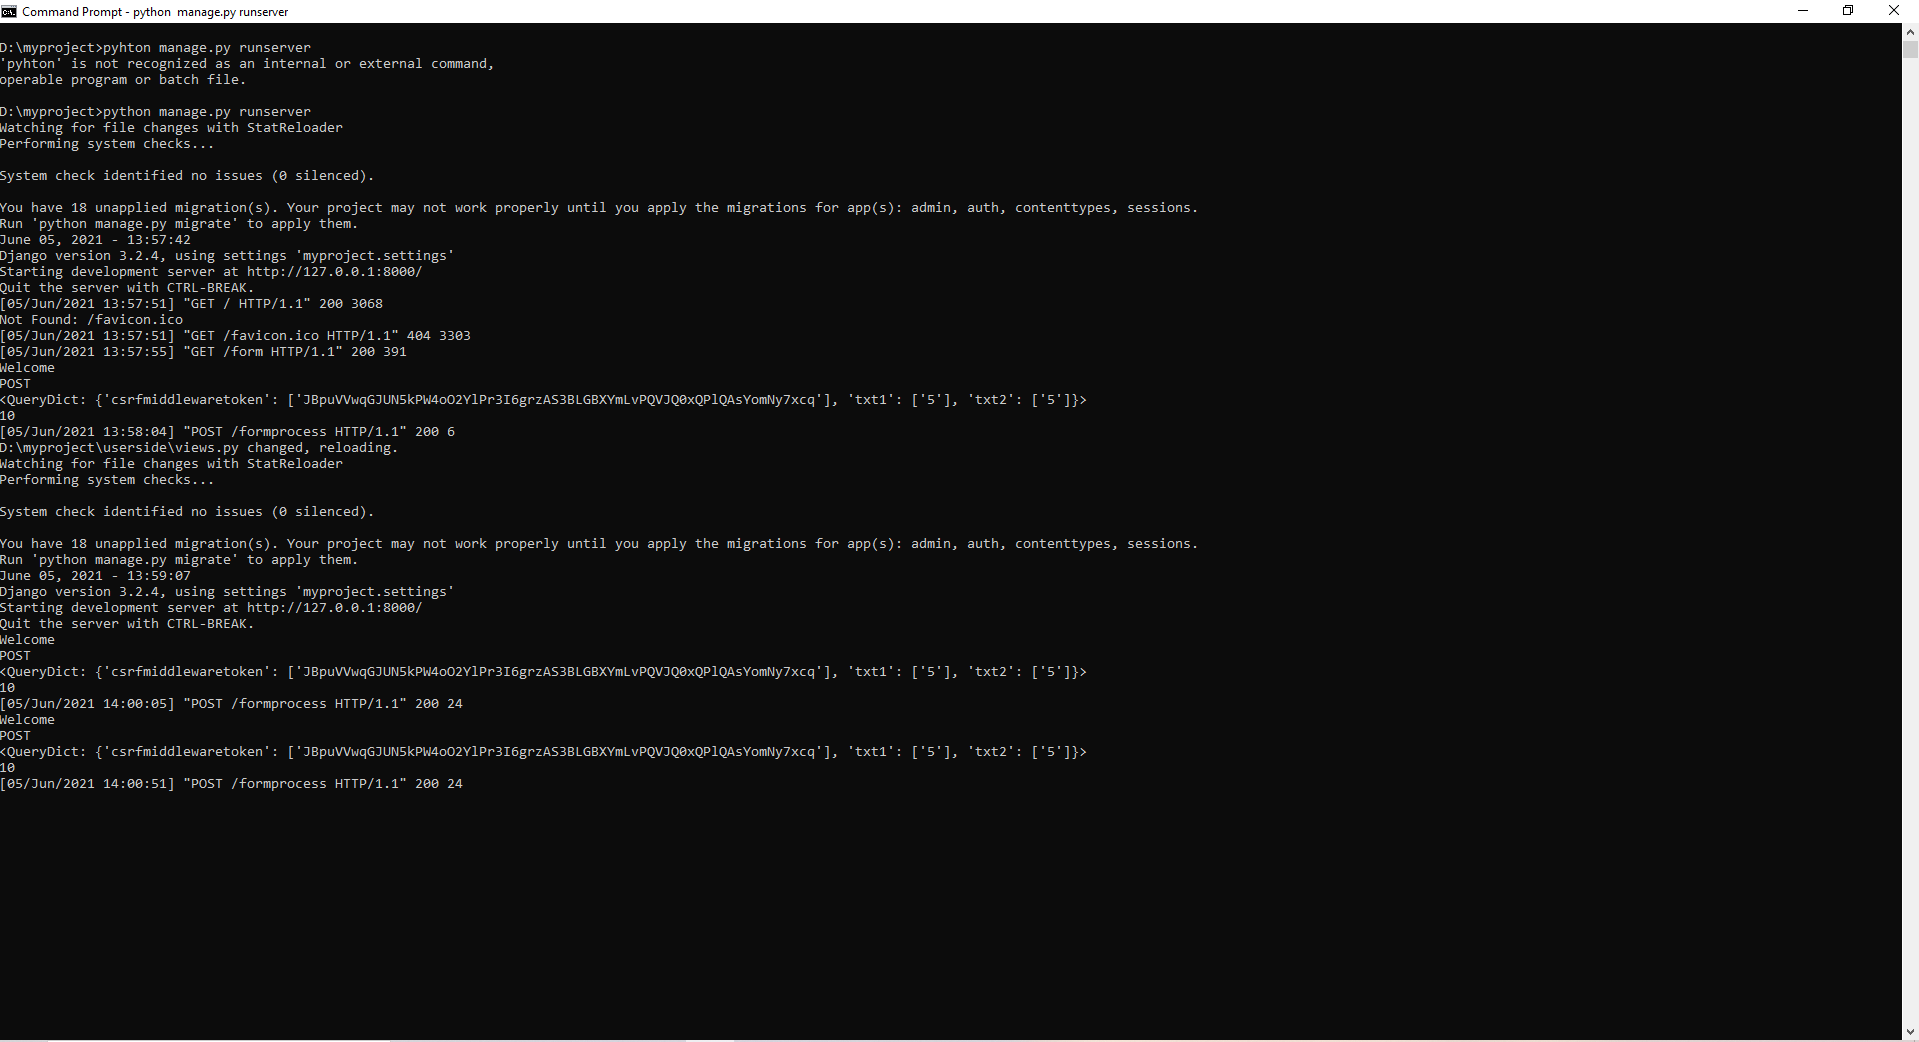 Command Prompt - python  manage.py runserver
D:\myproject>pyhton manage.py runserver
'pyhton' is not recognized as an internal or external command,
operable program or batch file.
D:\myproject>python manage.py runserver
Watching for file changes with StatReloader
Performing system checks...
System check identified no issues (0 silenced).
You have 18 unapplied migration(s). Your project may not work properly until you apply the migrations for app(s): admin, auth, contenttypes, sessions.
Run 'python manage.py migrate' to apply them.
June 05, 2021 - 13:57:42
Django version 3.2.4, using settings 'myproject.settings'
Starting development server at http://127.0.0.1:8000/
Quit the server with CTRL-BREAK.
[05/Jun/2021 13:57:51] "GET / HTTP/1.1" 200 3068
Not Found: /favicon.ico
[05/Jun/2021 13:57:51] "GET /favicon.ico HTTP/1.1" 404 3303
[05/Jun/2021 13:57:55] "GET /form HTTP/1.1" 200 391
Welcome
POST
<QueryDict: {'csrfmiddlewaretoken': ['JBpuVVwqGJUN5kPW4oO2YlPr3I6grzAS3BLGBXYmLvPQVJQ0xQPlQAsYomNy7xcq'], 'txt1': ['5'], 'txt2': ['5']}>
10
[05/Jun/2021 13:58:04] "POST /formprocess HTTP/1.1" 200 6
D:\myproject\userside\views.py changed, reloading.
Watching for file changes with StatReloader
Performing system checks...
System check identified no issues (0 silenced).
You have 18 unapplied migration(s). Your project may not work properly until you apply the migrations for app(s): admin, auth, contenttypes, sessions.
Run 'python manage.py migrate' to apply them.
June 05, 2021 - 13:59:07
Django version 3.2.4, using settings 'myproject.settings'
Starting development server at http://127.0.0.1:8000/
Quit the server with CTRL-BREAK.
Welcome
POST
<QueryDict: {'csrfmiddlewaretoken': ['JBpuVVwqGJUN5kPW4oO2YlPr3I6grzAS3BLGBXYmLvPQVJQ0xQPlQAsYomNy7xcq'], 'txt1': ['5'], 'txt2': ['5']}>
10
[05/Jun/2021 14:00:05] "POST /formprocess HTTP/1.1" 200 24
Welcome
POST
<QueryDict: {'csrfmiddlewaretoken': ['JBpuVVwqGJUN5kPW4oO2YlPr3I6grzAS3BLGBXYmLvPQVJQ0xQPlQAsYomNy7xcq'], 'txt1': ['5'], 'txt2': ['5']}>
10
[05/Jun/2021 14:00:51] "POST /formprocess HTTP/1.1" 200 24